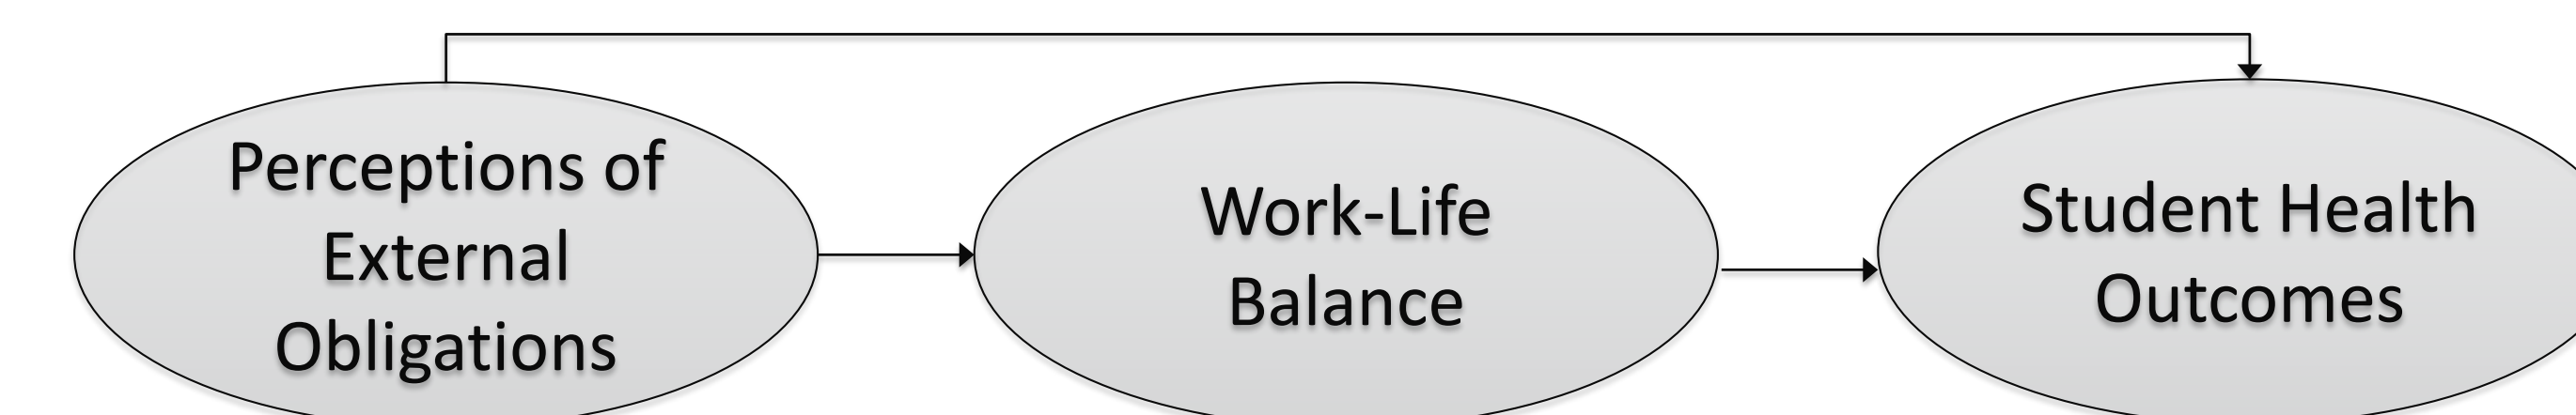 Perceptions of
External
Obligations
Work-Life
Balance
Student Health
Outcomes